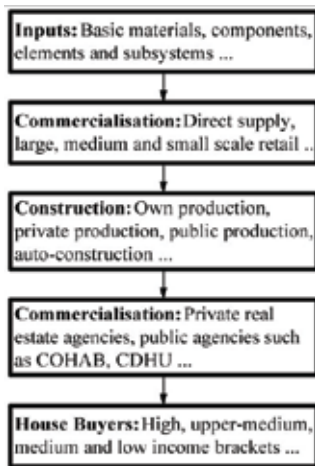 Inputs: Basic materials, components,
elements and subsystems ...
Commercialisation: Direct supply,
large, medium and small scale retail ..
Construction: Own production,
private production, public production,
auto-construction ...
Commercialisation: Private real
estate agencies, public agencies such
as COHAB, CDHU ...
House Buyers: High, upper-medium,
medium and low income brackets ...